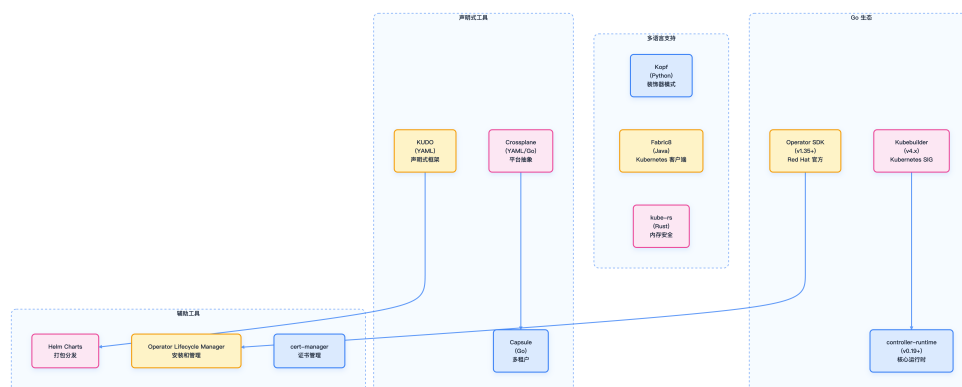 声明式工具
KUDO
(YAML)
声明式框架
Crossplane
(YAML/Go)
平台抽象
Capsule
(Go)
多租户
多语言支持
Kopf
(Python)
装饰器模式
Fabric8
(Java)
Kubernetes 客户端
kube-rs
(Rust)
内存安全
Go 生态
Operator SDK
(v1.35+)
Red Hat 官方
Kubebuilder
(v4.x)
Kubernetes SIG
controller-runtime
(v0.19+)
核心运行时
辅助工具
Helm Charts
打包分发
Operator Lifecycle Manager
安装和管理
cert-manager
证书管理